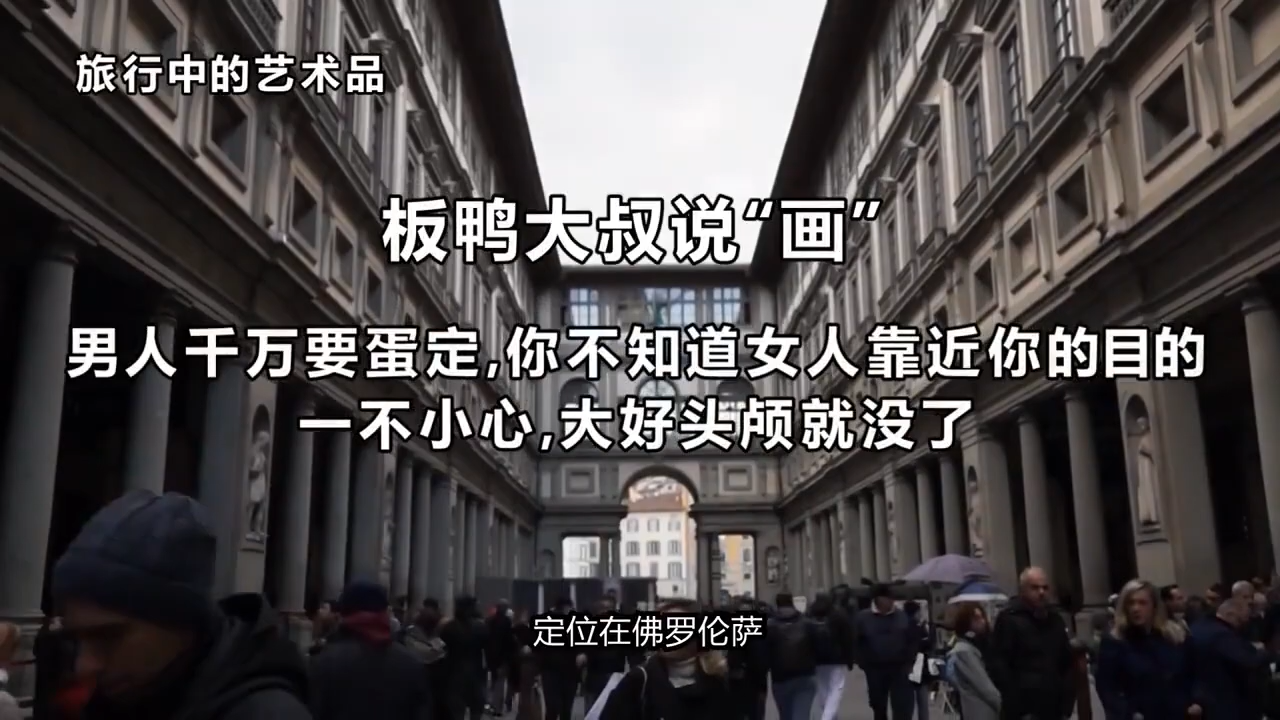 旅行中的艺术品
板鸭大叔说“画”
男人千万要蛋定,你不知道女人靠近你的目的
一不小心,大好头颅就没了
定位在佛罗伦萨